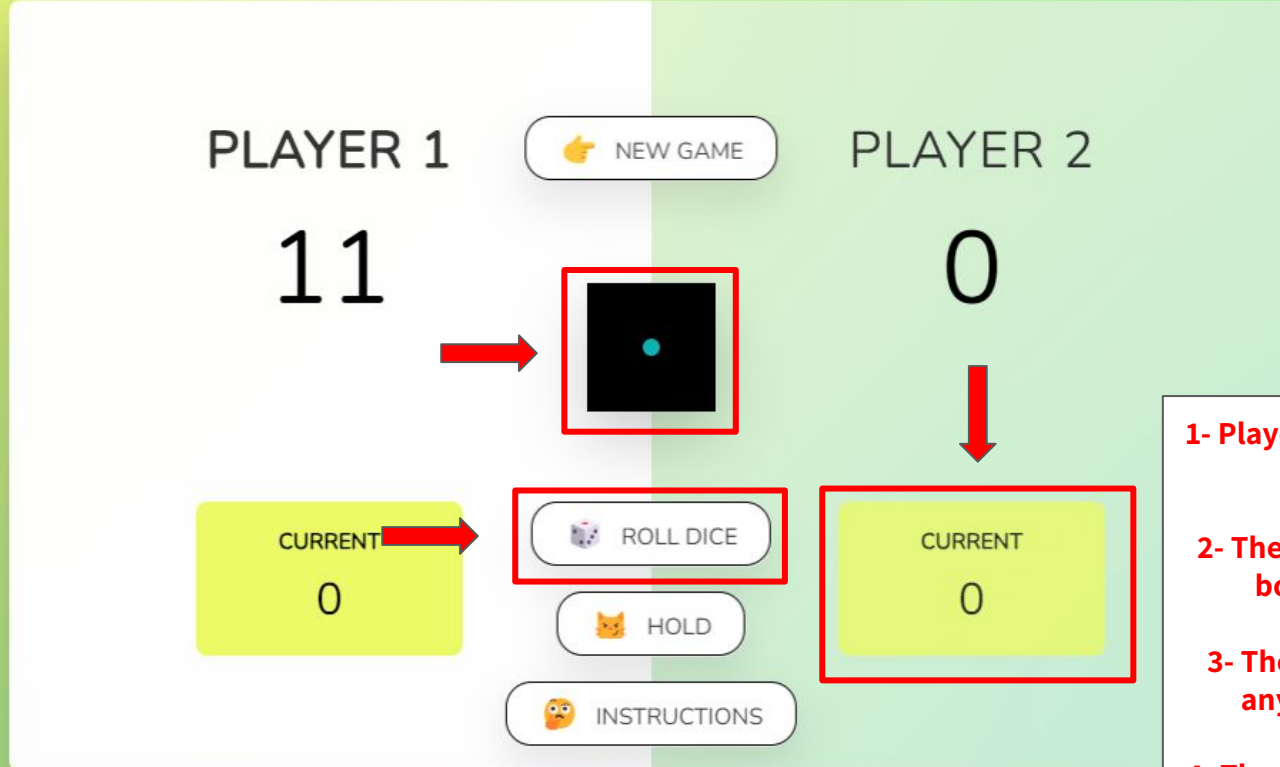 PLAYER 1
NEW GAME
PLAYER 2
11
0
CURRENT
0
ROLL DICE
CURRENT
0
HOLD
INSTRUCTIONS
1- Play
2- The
bo
3- The
any